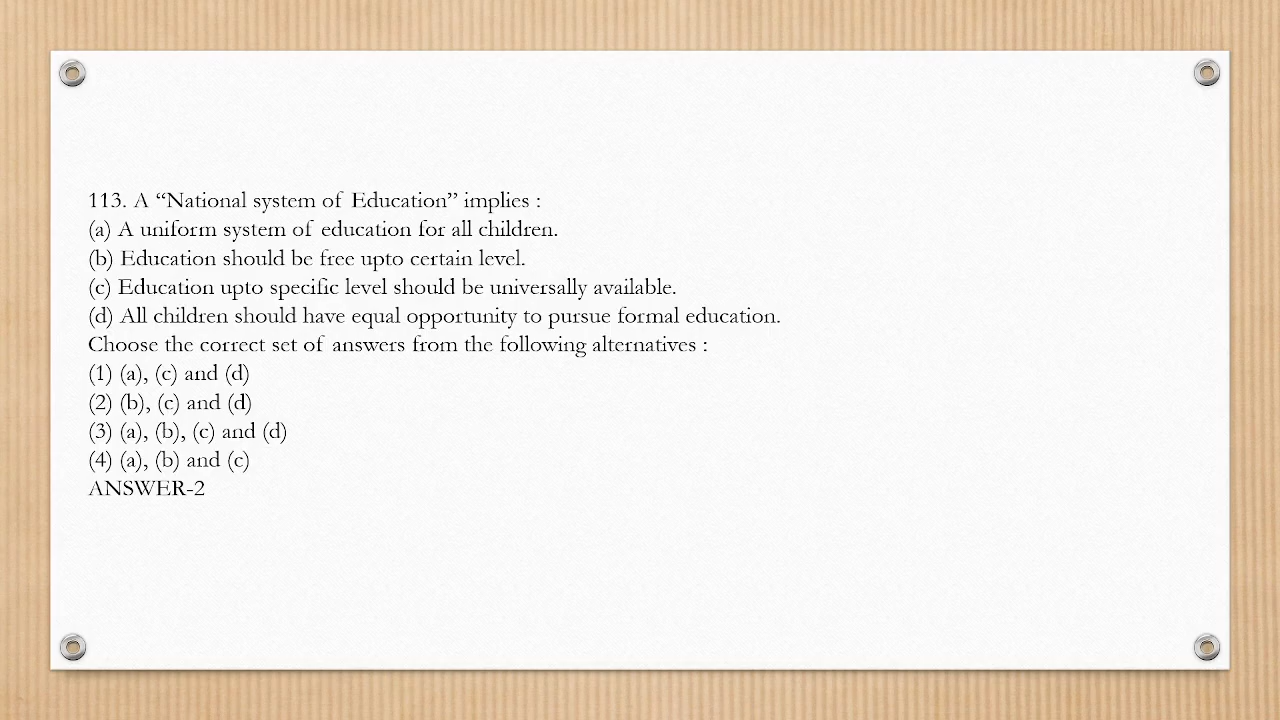 113. A “National system of Education” implies :
(a) A uniform system of education for all children.
(b) Education should be free upto certain level.
(c) Education upto specific level should be universally available.
(d) All children should have equal opportunity to pursue formal education.
Choose the correct set of answers from the following alternatives :
(1) (a), (c) and (d)
(2) (b), (c) and (d)
(3) (a), (b), (c) and (d)
(4) (a), (b) and (c)
ANSWER-2